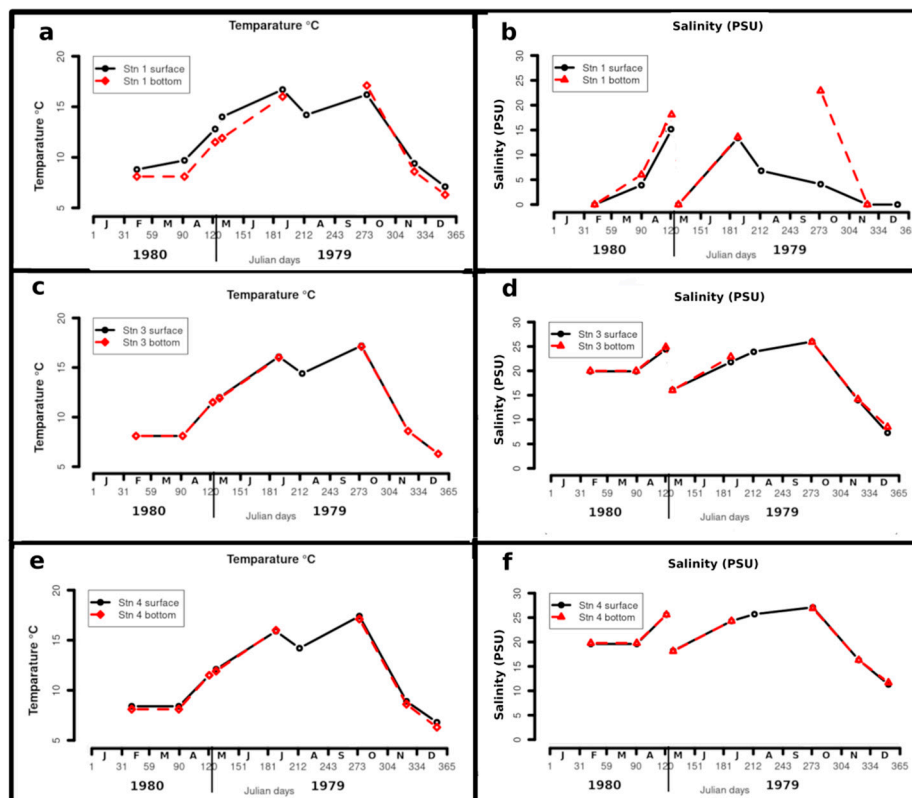 a
Temparature °C
Temparature °C
20
15
10
5
Stn 1 surface
Stn 1 bottom
J F M A M J J A S O N D
1 31 59 90 120 151 181 212 243 273 304 334 365
1980 1979
Julian days
b
Salinity (PSU)
Salinity (PSU)
30
25
20
15
10
5
0
Stn 1 surface
Stn 1 bottom
J F M A M J J A S O N D
1 31 59 90 120 151 181 212 243 273 304 334 365
1980 1979
Julian days
c
Temparature °C
Temparature °C
20
15
10
5
Stn 3 surface
Stn 3 bottom
J F M A M J J A S O N D
1 31 59 90 120 151 181 212 243 273 304 334 365
1980 1979
Julian days
d
Salinity (PSU)
Salinity (PSU)
30
25
20
15
10
5
0
Stn 3 surface
Stn 3 bottom
J F M A M J J A S O N D
1 31 59 90 120 151 181 212 243 273 304 334 365
1980 1979
Julian days
e
Temparature °C
Temparature °C
20
15
10
5
Stn 4 surface
Stn 4 bottom
J F M A M J J A S O N D
1 31 61 90 120 151 181 212 243 273 304 334 365
1980 1979
Julian days
f
Salinity (PSU)
Salinity (PSU)
30
25
20
15
10
5
0
Stn 4 surface
Stn 4 bottom
J F M A M J J A S O N D
1 31 59 90 120 151 181 212 243 273 304 334 365
1980 1979
Julian days